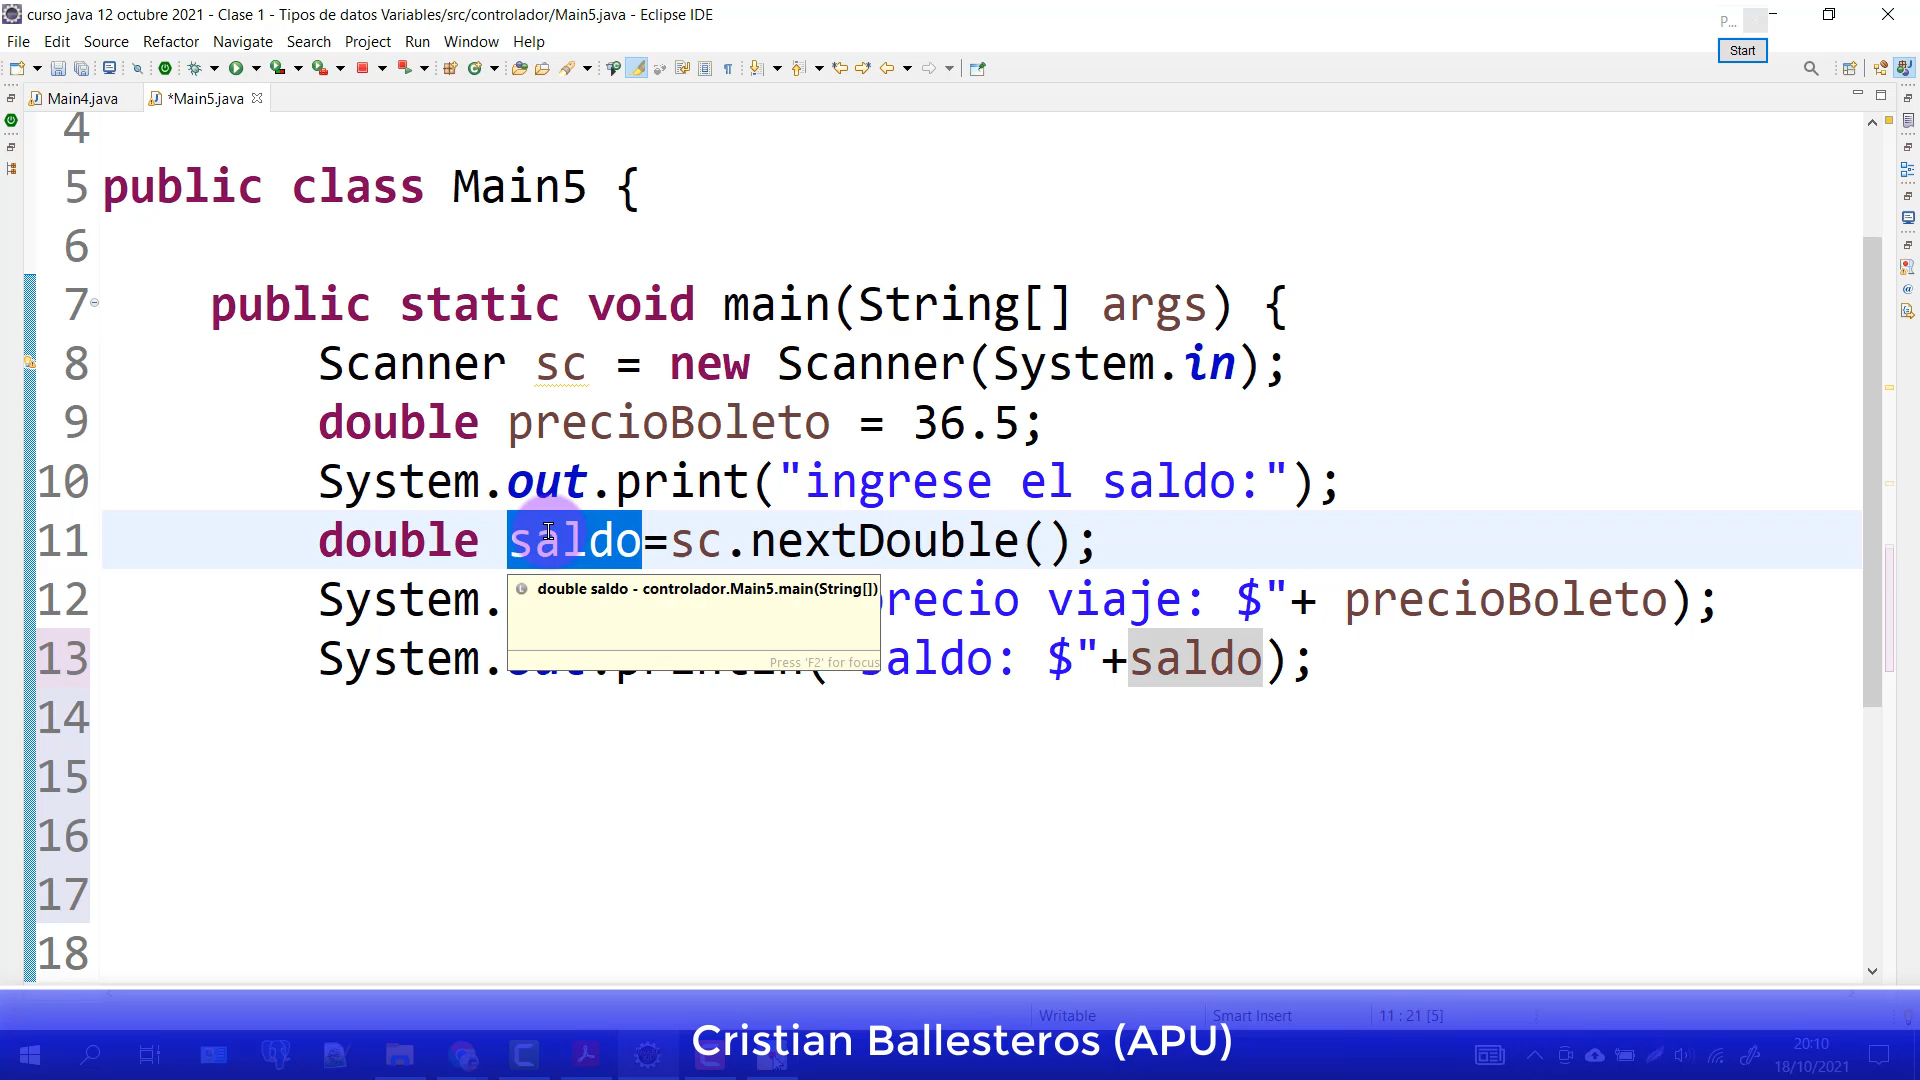 curso java 12 octubre 2021 - Clase 1 - Tipos de datos Variables/src/controlador/Main5.java - Eclipse IDE
P...
File Edit Source Refactor Navigate Search Project Run Window Help
Start
Main4.java *Main5.java
4
5 public class Main5 {
6
7 public static void main(String[] args) {
8 Scanner sc = new Scanner(System.in);
9 double precioBoleto = 36.5;
10 System.out.print("ingrese el saldo:");
11 double saldo=sc.nextDouble();
12 System. recio viaje: $"+ precioBoleto);
double saldo - controlador.Main5.main(String[])
Press 'F2' for focus
13 System.out.println( saldo: $"+saldo);
14
15
16
17
18
Writable Smart Insert 11 : 21 [5]
Cristian Ballesteros (APU)
20:10
18/10/2021